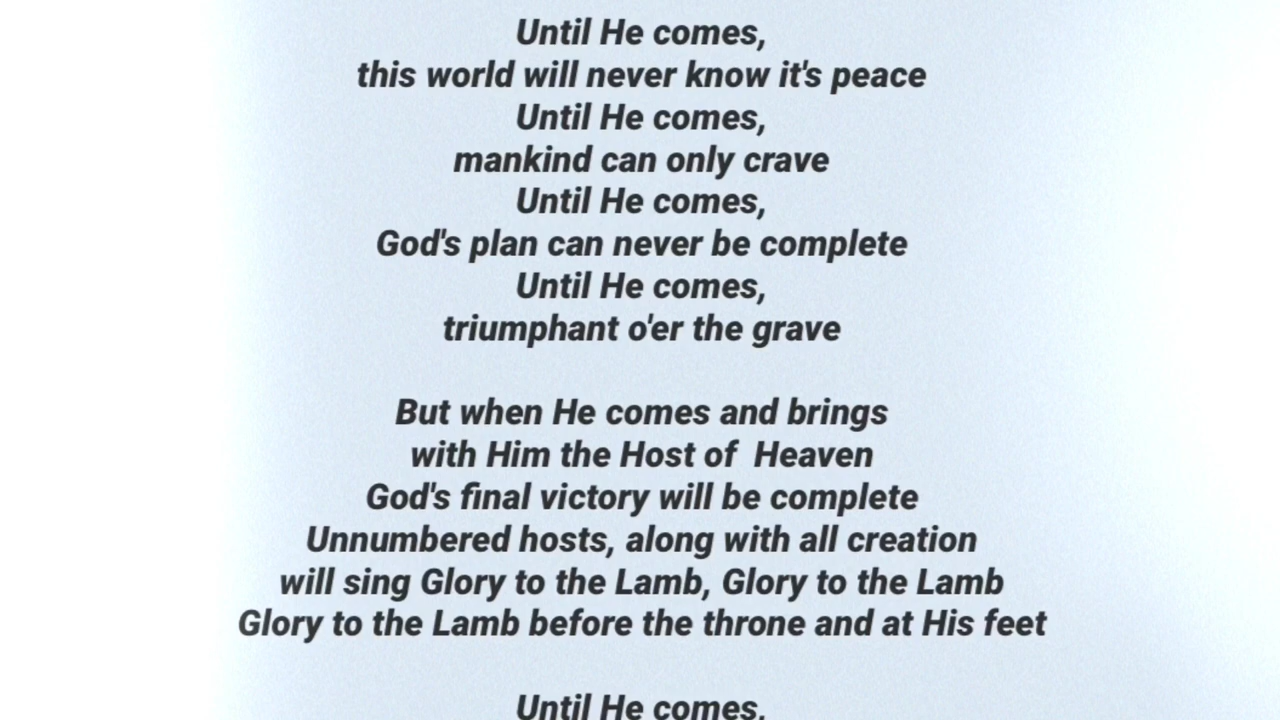 Until He comes,
this world will never know it's peace
Until He comes,
mankind can only crave
Until He comes,
God's plan can never be complete
Until He comes,
triumphant o'er the grave
But when He comes and brings
with Him the Host of  Heaven
God's final victory will be complete
Unnumbered hosts, along with all creation
will sing Glory to the Lamb, Glory to the Lamb
Glory to the Lamb before the throne and at His feet
Until He comes,